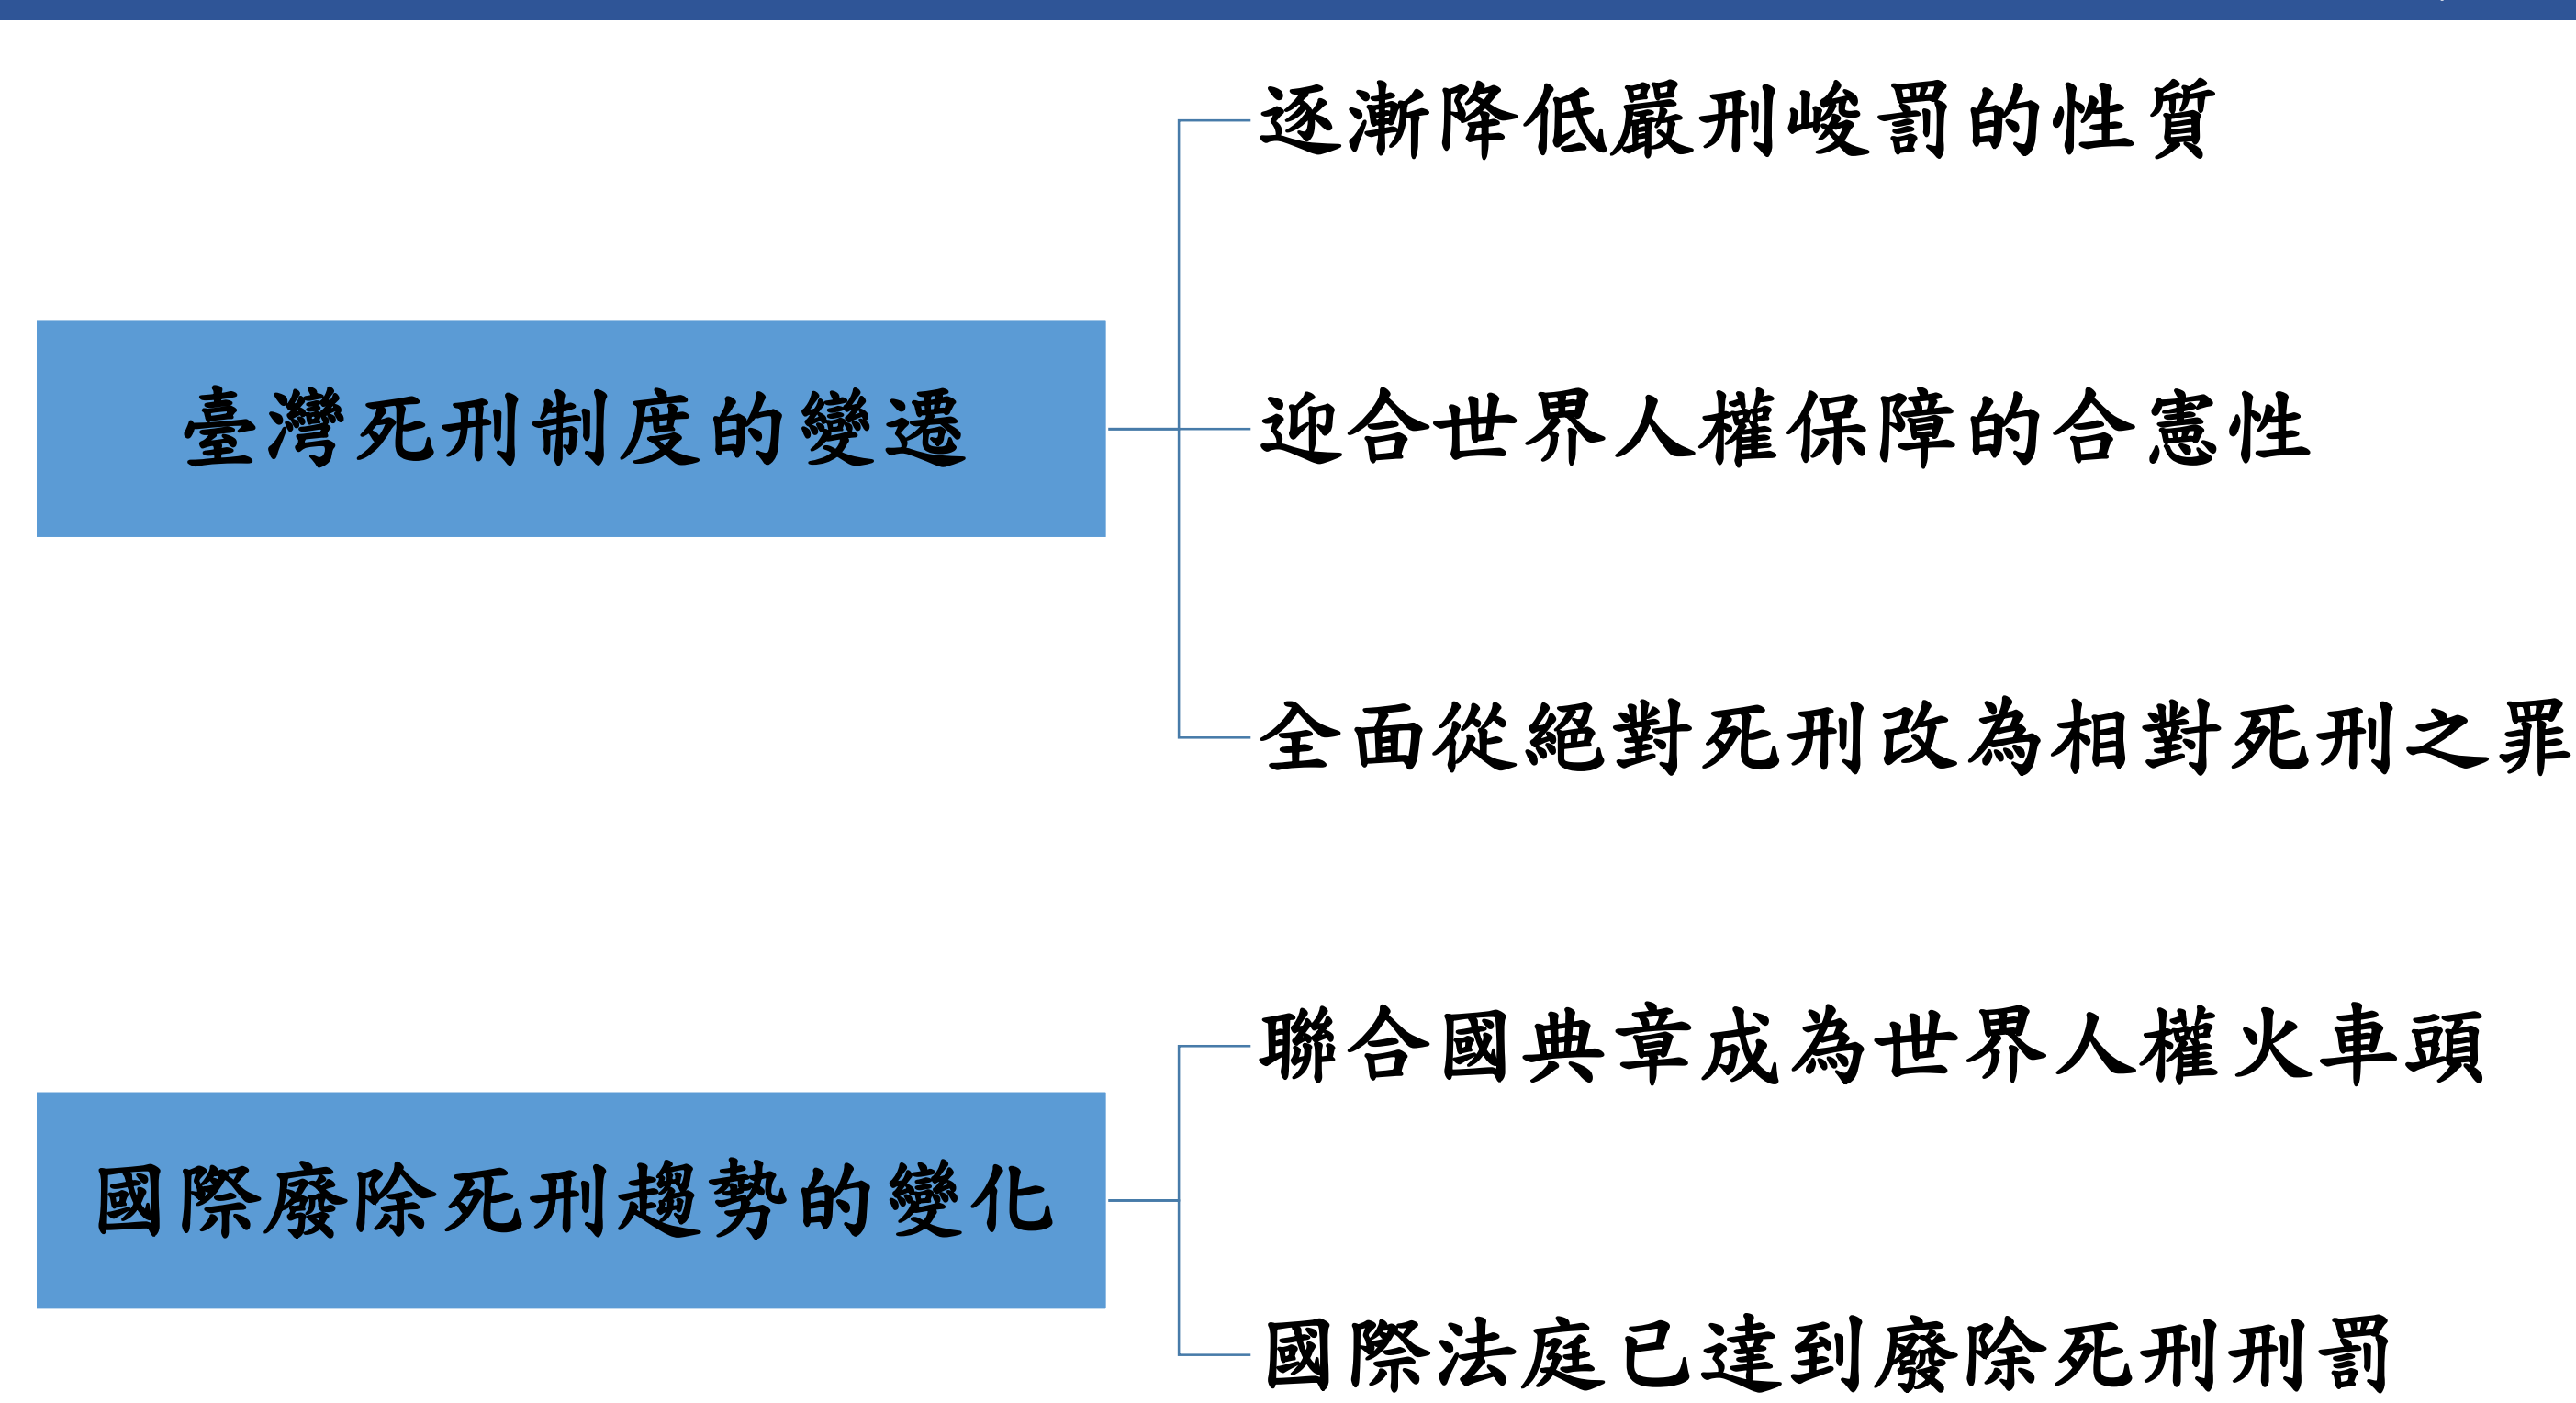 臺灣死刑制度的變遷
逐漸降低嚴刑峻罰的性質
迎合世界人權保障的合憲性
全面從絕對死刑改為相對死刑之罪
國際廢除死刑趨勢的變化
聯合國典章成為世界人權火車頭
國際法庭已達到廢除死刑刑罰